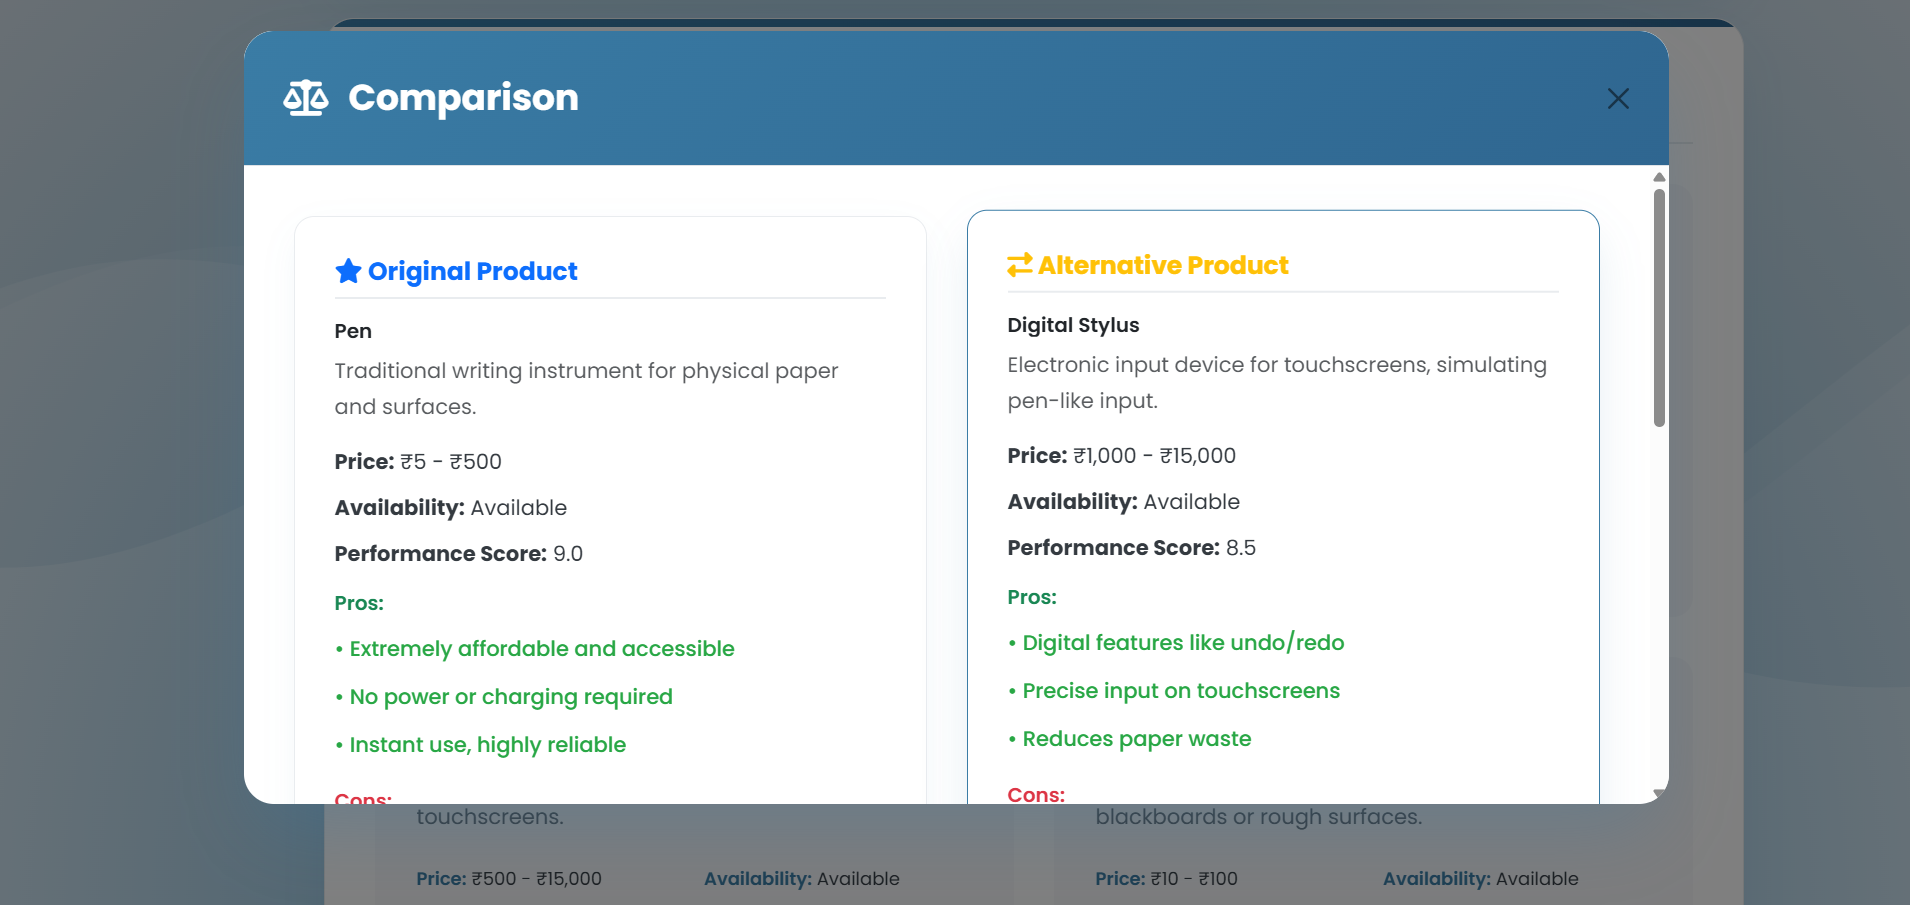 Comparison
Original Product
Pen
Traditional writing instrument for physical paper
and surfaces.
Price: ₹5 - ₹500
Availability: Available
Performance Score: 9.0
Pros:
• Extremely affordable and accessible
• No power or charging required
• Instant use, highly reliable
Cons:
Alternative Product
Digital Stylus
Electronic input device for touchscreens, simulating
pen-like input.
Price: ₹1,000 - ₹15,000
Availability: Available
Performance Score: 8.5
Pros:
• Digital features like undo/redo
• Precise input on touchscreens
• Reduces paper waste
Cons:
touchscreens.
Price: ₹500 - ₹15,000
Availability: Available
blackboards or rough surfaces.
Price: ₹10 - ₹100
Availability: Available